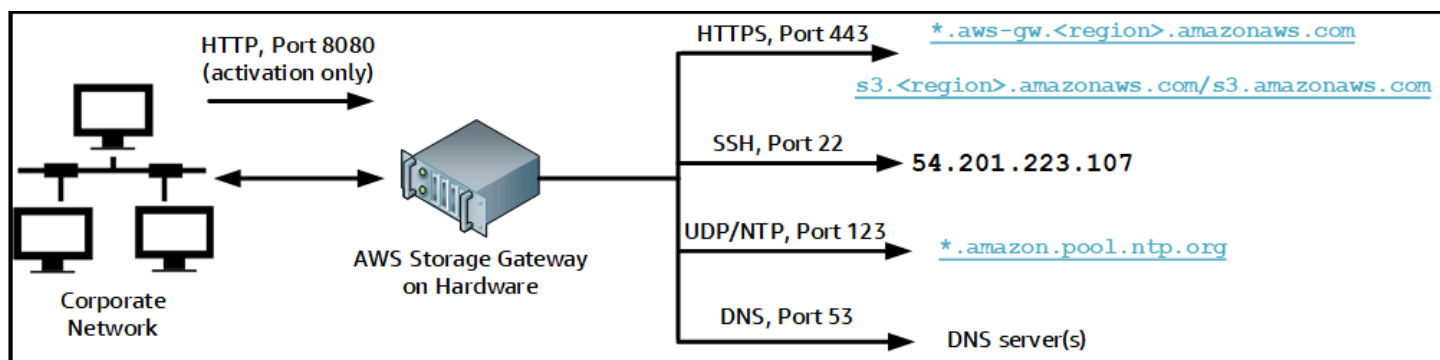 HTTP, Port 8080
(activation only)
Corporate
Network
AWS Storage Gateway
on Hardware
HTTPS, Port 443
*.aws-gw.<region>.amazonaws.com
s3.<region>.amazonaws.com/s3.amazonaws.com
SSH, Port 22
54.201.223.107
UDP/NTP, Port 123
*.amazon.pool.ntp.org
DNS, Port 53
DNS server(s)